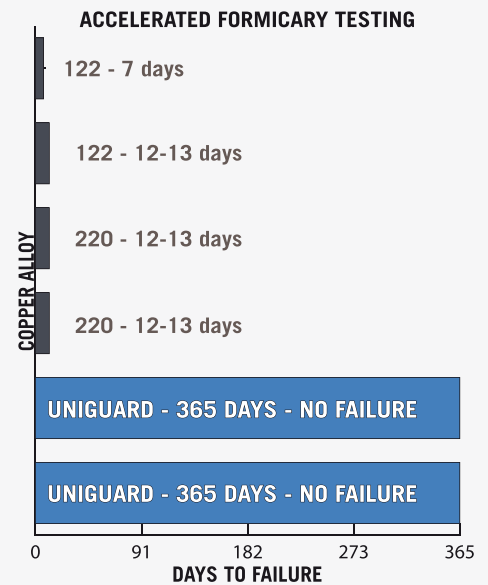 ACCELERATED FORMICARY TESTING
122 - 7 days
122 - 12-13 days
220 - 12-13 days
220 - 12-13 days
COPPER ALLOY
UNIGUARD - 365 DAYS - NO FAILURE
UNIGUARD - 365 DAYS - NO FAILURE
0 91 182 273 365
DAYS TO FAILURE